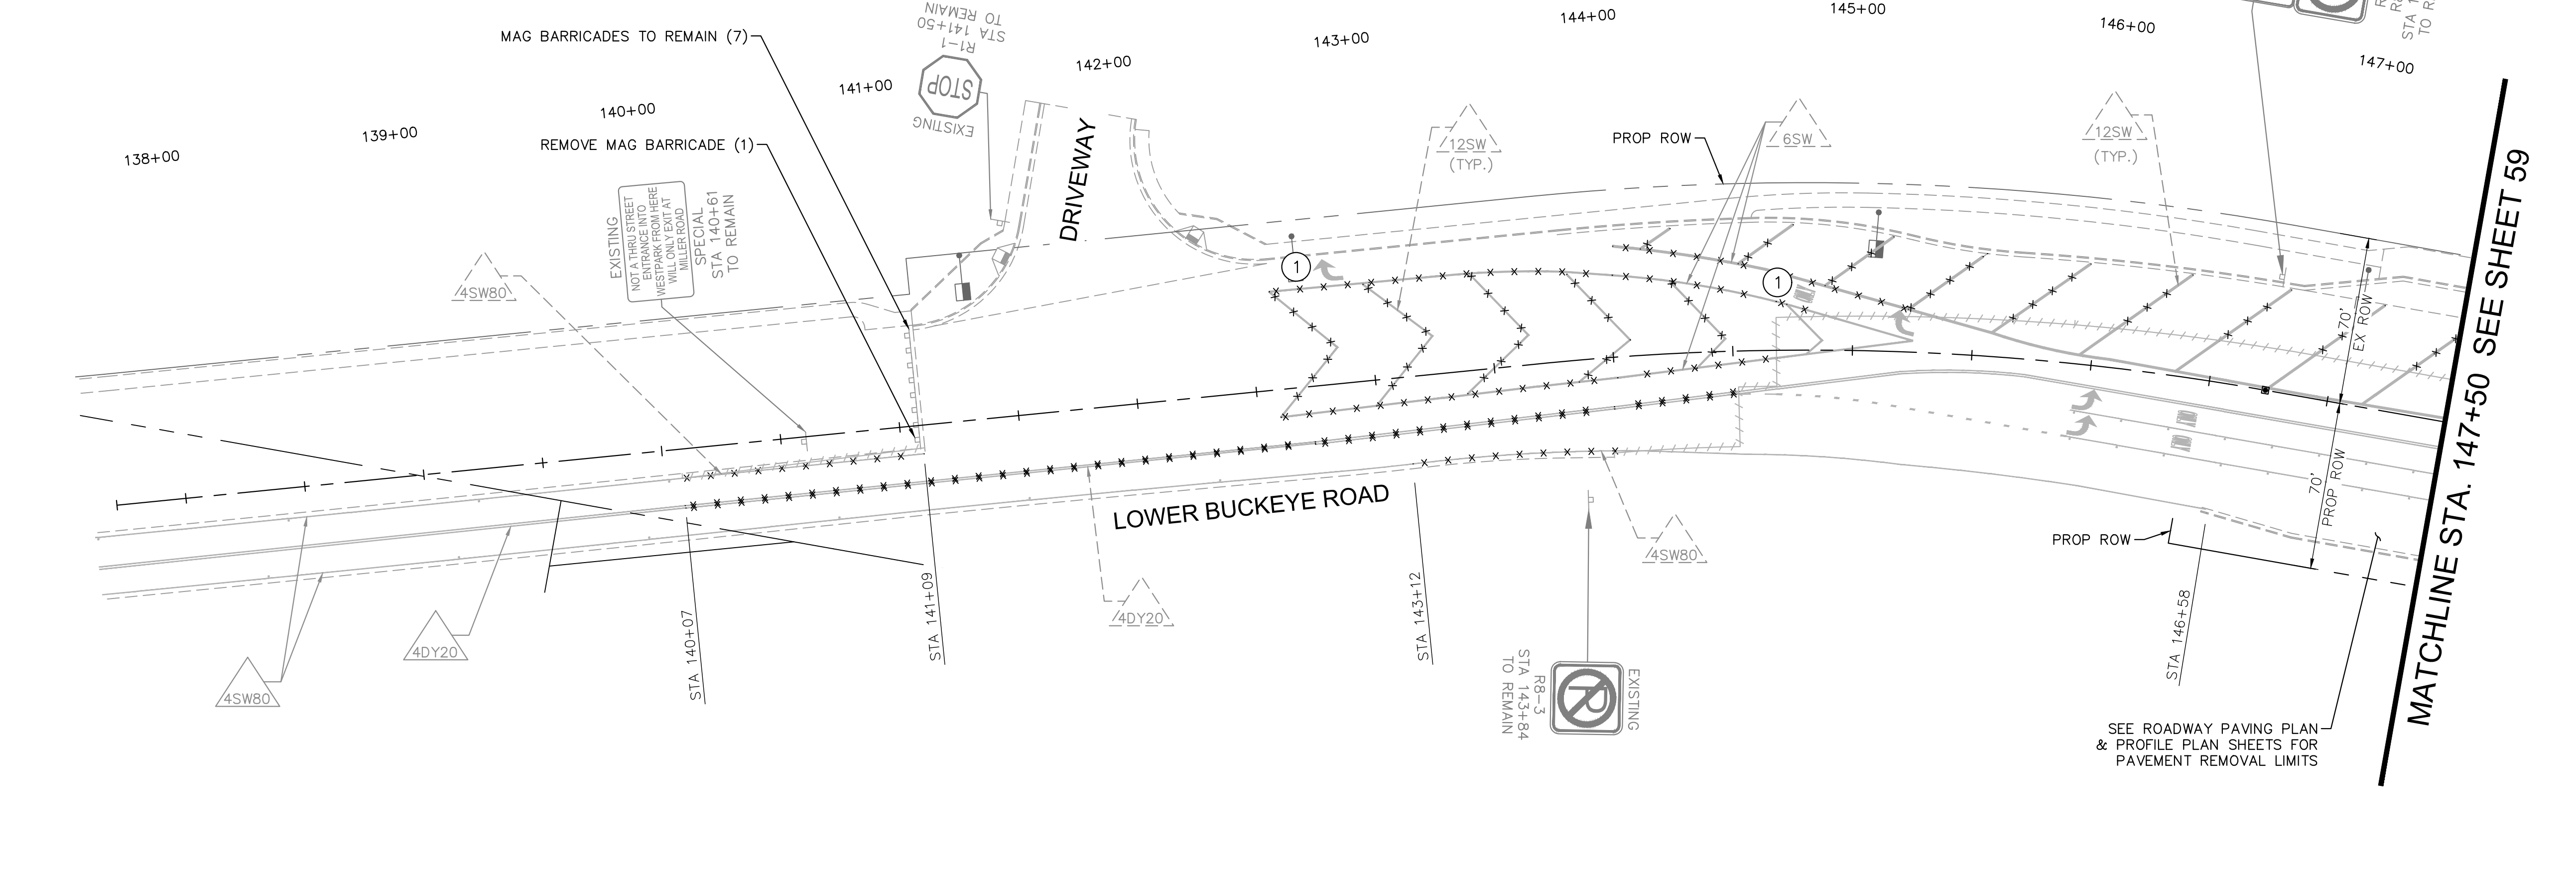 138+00
139+00
140+00
141+00
142+00
143+00
144+00
145+00
146+00
147+00
MAG BARRICADES TO REMAIN (7)
REMOVE MAG BARRICADE (1)
R1-1
STA 141+50
TO REMAIN
STOP
EXISTING
DRIVEWAY
EXISTING
NOT A THRU STREET
ENTRANCE INTO
WESTPARK FROM HERE
WILL ONLY EXIT AT
MILLER ROAD
SPECIAL
STA 140+61
TO REMAIN
4SW80
12SW
(TYP.)
PROP ROW
6SW
12SW
(TYP.)
1
1
STA 1
TO R
70'
EX ROW
70'
PROP ROW
PROP ROW
LOWER BUCKEYE ROAD
4SW80
4DY20
4DY20
4SW80
STA 140+07
STA 141+09
STA 143+12
STA 146+58
EXISTING
P
R8-3
STA 143+84
TO REMAIN
SEE ROADWAY PAVING PLAN
& PROFILE PLAN SHEETS FOR
PAVEMENT REMOVAL LIMITS
MATCHLINE STA. 147+50 SEE SHEET 59